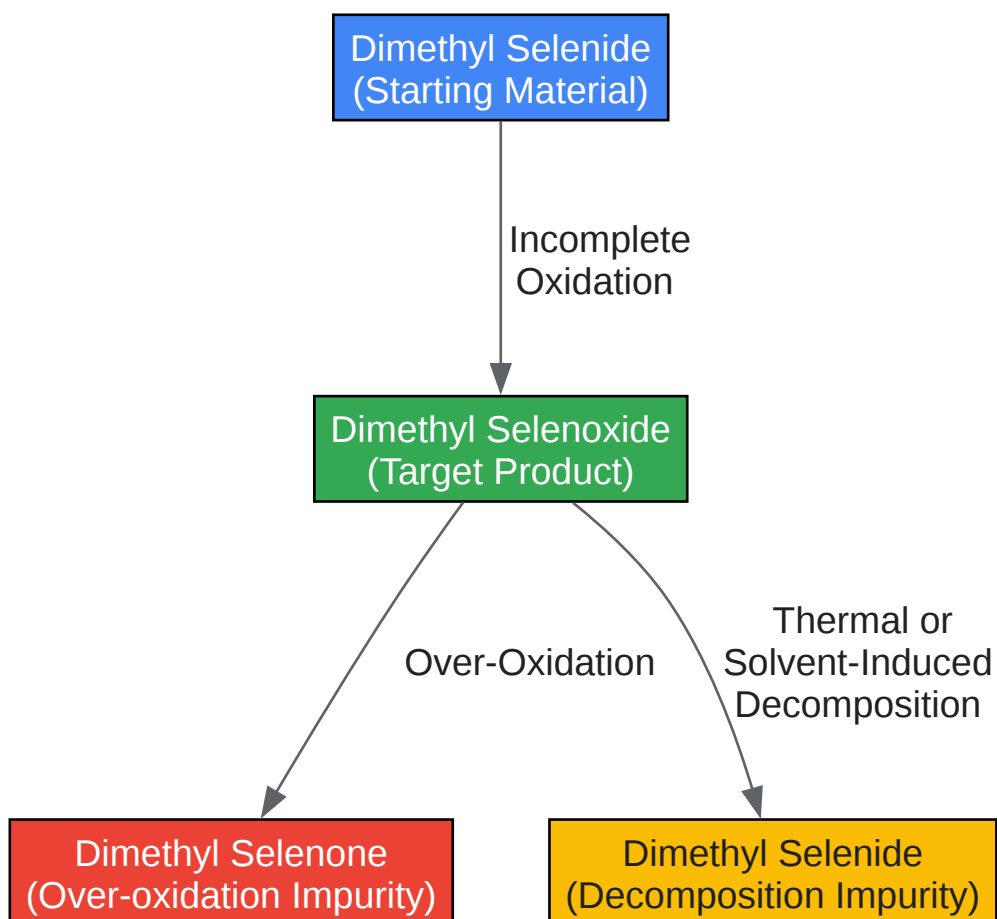 Dimethyl Selenide
(Starting Material)
Incomplete
Oxidation
Dimethyl Selenoxide
(Target Product)
Over-Oxidation
Thermal or
Solvent-Induced
Decomposition
Dimethyl Selenone
(Over-oxidation Impurity)
Dimethyl Selenide
(Decomposition Impurity)